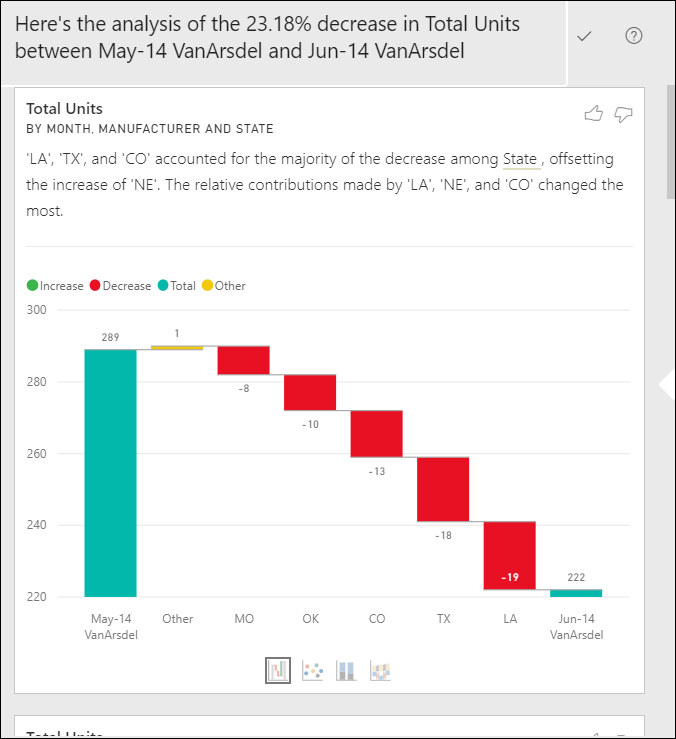 Here's the analysis of the 23.18% decrease in Total Units
between May-14 VanArsdel and Jun-14 VanArsdel
?
Total Units
BY MONTH, MANUFACTURER AND STATE
'LA', 'TX', and 'CO' accounted for the majority of the decrease among State , offsetting
the increase of 'NE'. The relative contributions made by 'LA', 'NE', and 'CO' changed the
most.
Increase Decrease Total Other
300
289
1
280
-8
-10
260
-13
240
-18
-19
222
220
May-14 Other MO OK CO TX LA Jun-14
VanArsdel VanArsdel
Total Units